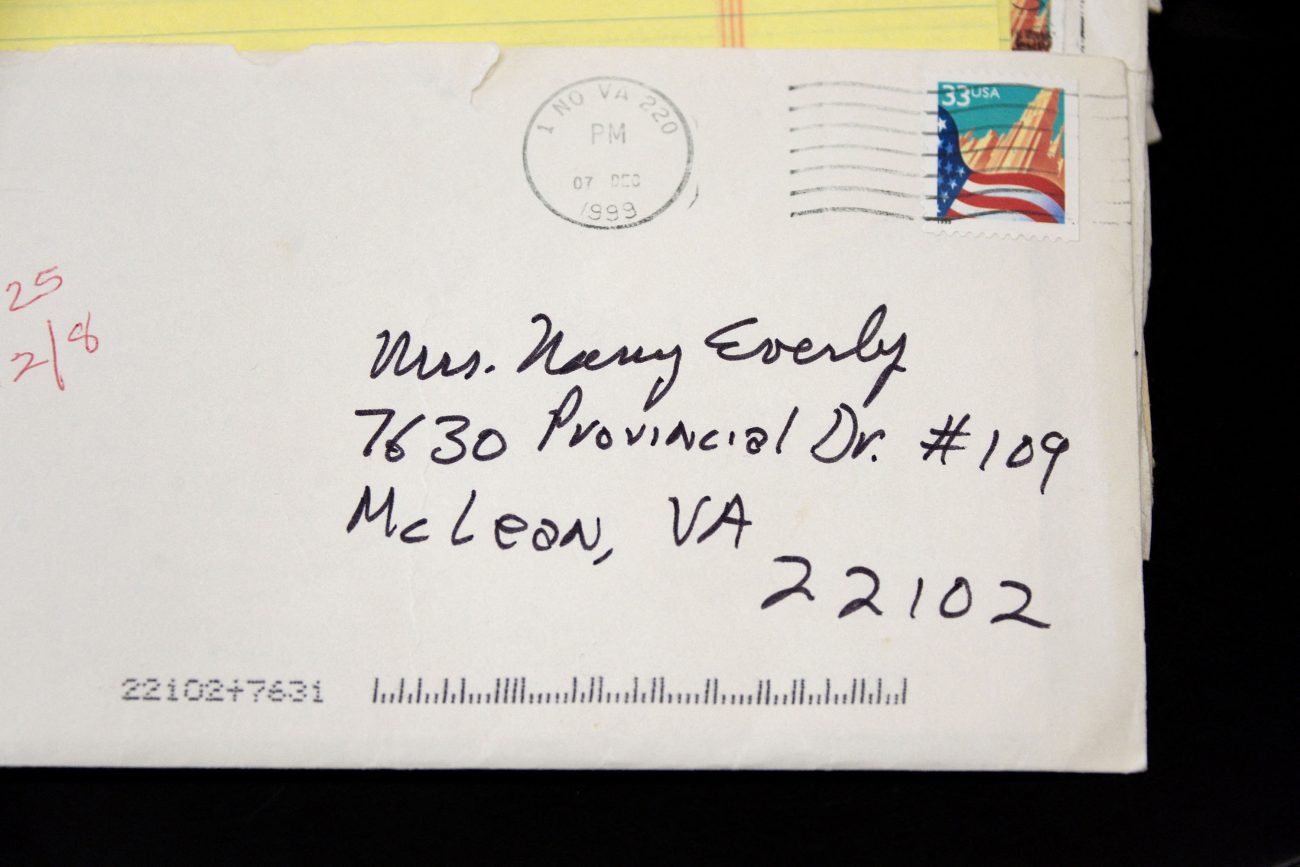 1 NO VA 220
PM
07 DEC
1999
33 USA
25
2/8
Mrs. Nancy Everly
7630 Provincial Dr. #109
McLean, VA
22102
22102+7631